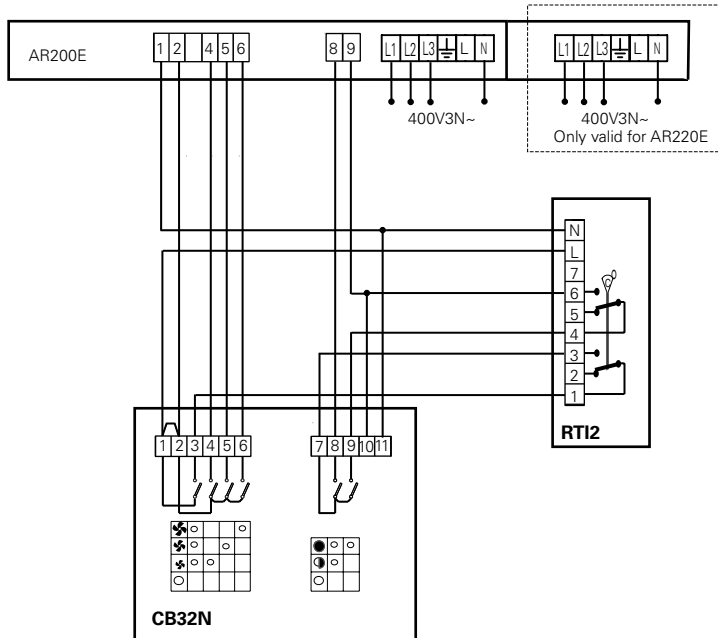 AR200E
1 2 4 5 6
8 9
L1 L2 L3 L N
L1 L2 L3 L N
400V3N~
400V3N~
Only valid for AR220E
N
L
7
6
5
4
3
2
1
RTI2
1 2 3 4 5 6
7 8 9 10 11
CB32N